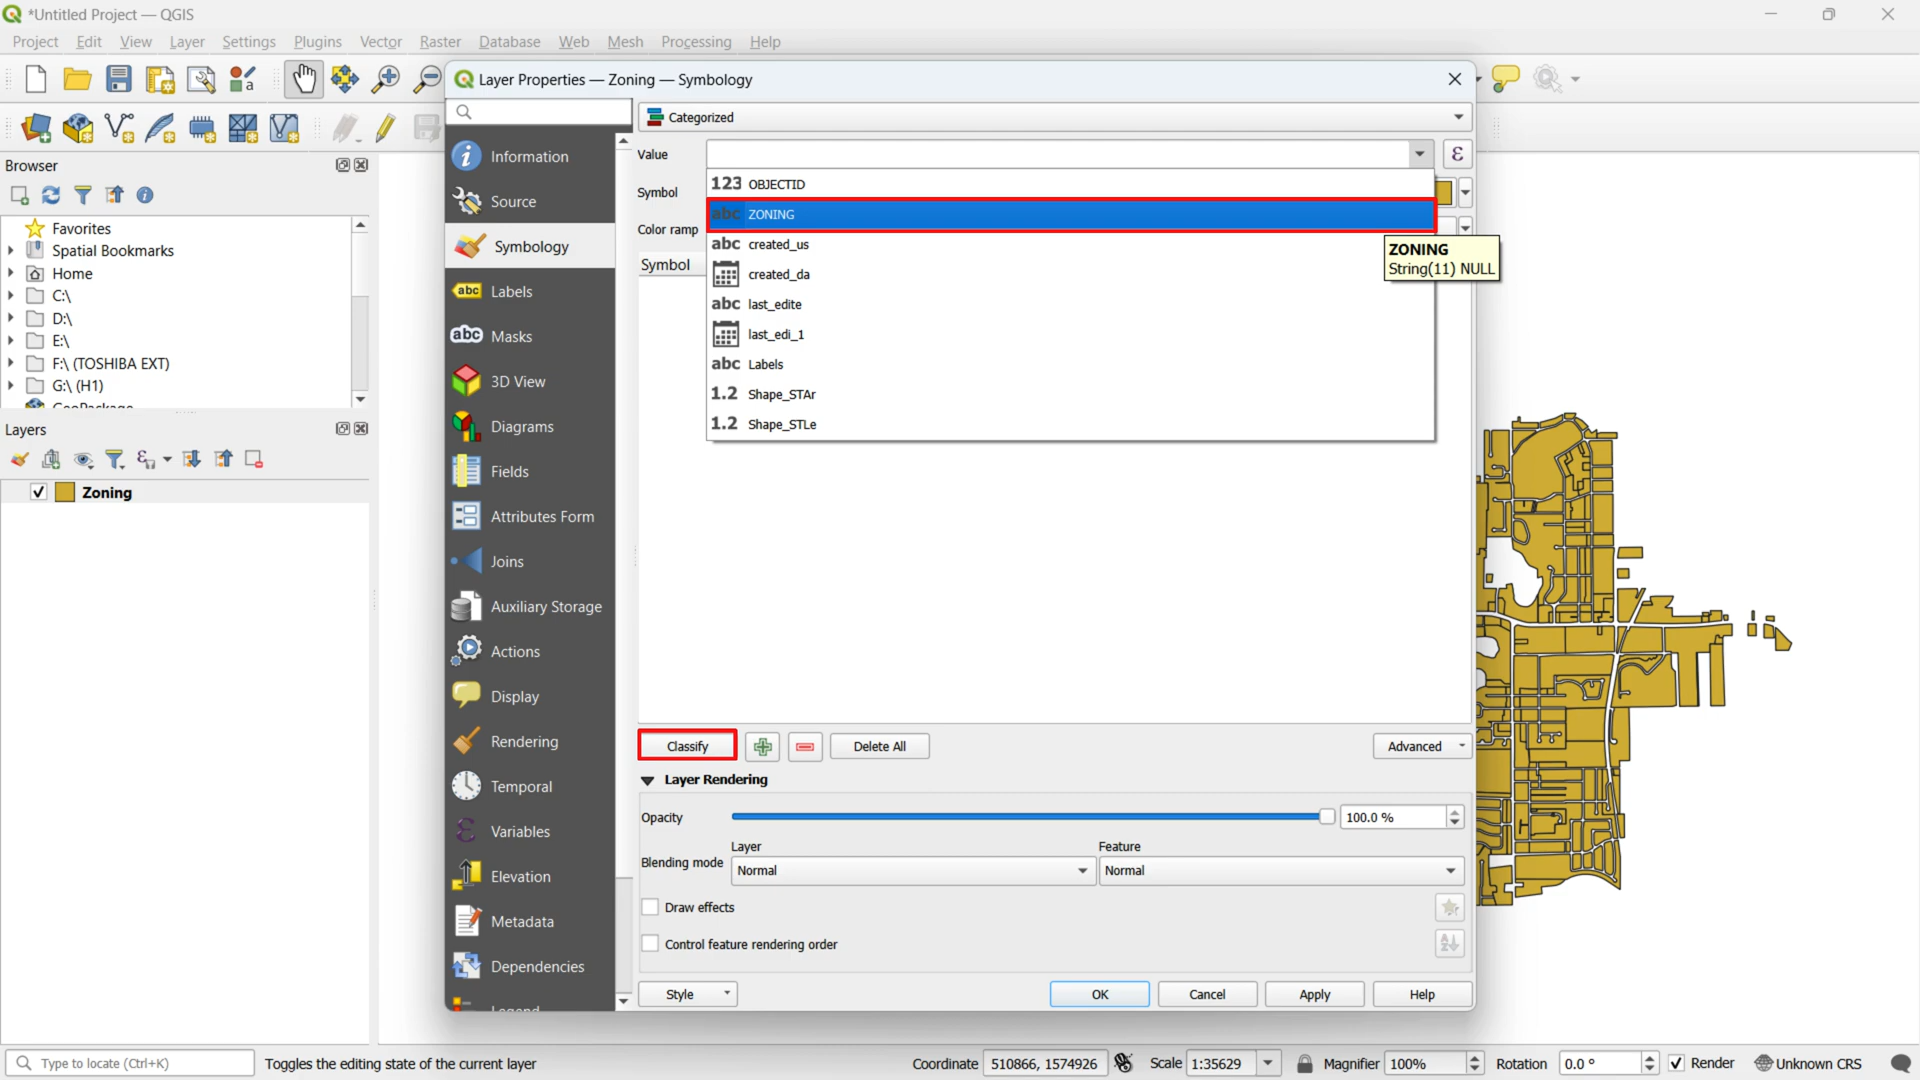 *Untitled Project — QGIS
Project Edit View Layer Settings Plugins Vector Raster Database Web Mesh Processing Help
Layer Properties — Zoning — Symbology
Categorized
Browser
Favorites
Spatial Bookmarks
Home
C:\
D:\
E:\
F:\ (TOSHIBA EXT)
G:\ (H1)
GeoPackage
Layers
Zoning
Information
Source
Symbology
abc Labels
abc Masks
3D View
Diagrams
Fields
Attributes Form
Joins
Auxiliary Storage
Actions
Display
Rendering
Temporal
Variables
Elevation
Metadata
Dependencies
Legend
Value
ε
Symbol
Color ramp
Symbol
123 OBJECTID
abc ZONING
abc created_us
created_da
abc last_edite
last_edi_1
abc Labels
1.2 Shape_STAr
1.2 Shape_STLe
ZONING
String(11) NULL
Classify Delete All Advanced
Layer Rendering
Opacity 100.0 %
Layer Feature
Blending mode Normal Normal
Draw effects
Control feature rendering order
Style OK Cancel Apply Help
Type to locate (Ctrl+K) Toggles the editing state of the current layer Coordinate 510866, 1574926 Scale 1:35629 Magnifier 100% Rotation 0.0 ° Render Unknown CRS